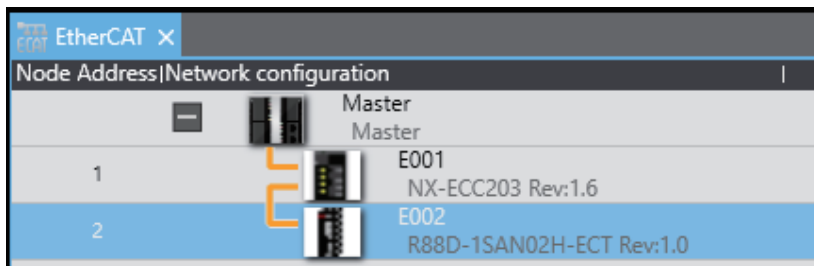 ECAT EtherCAT ×
Node Address|Network configuration |
Master
Master
1
E001
NX-ECC203 Rev:1.6
2
E002
R88D-1SAN02H-ECT Rev:1.0